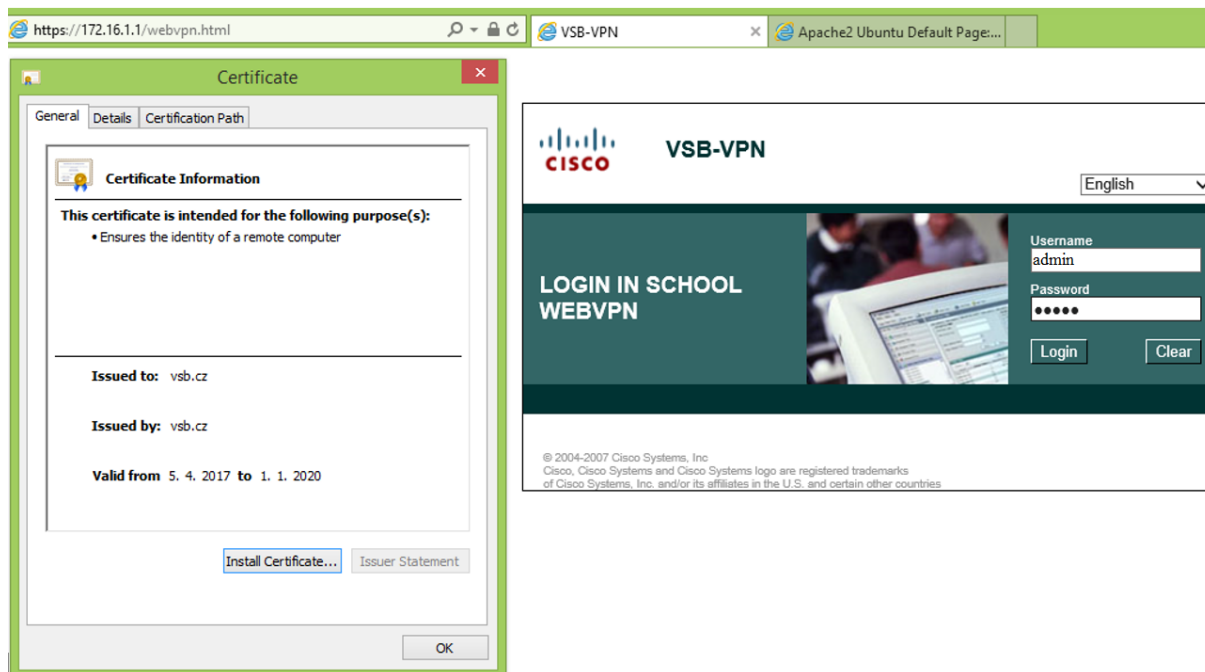 https://172.16.1.1/webvpn.html
VSB-VPN
Apache2 Ubuntu Default Page:...
Certificate
General
Details
Certification Path
Certificate Information
This certificate is intended for the following purpose(s):
• Ensures the identity of a remote computer
Issued to: vsb.cz
Issued by: vsb.cz
Valid from 5. 4. 2017 to 1. 1. 2020
Install Certificate...
Issuer Statement
OK
CISCO
VSB-VPN
English
LOGIN IN SCHOOL
WEBVPN
Username
admin
Password
•••••
Login
Clear
© 2004-2007 Cisco Systems, Inc
Cisco, Cisco Systems and Cisco Systems logo are registered trademarks
of Cisco Systems, Inc. and/or its affiliates in the U.S. and certain other countries